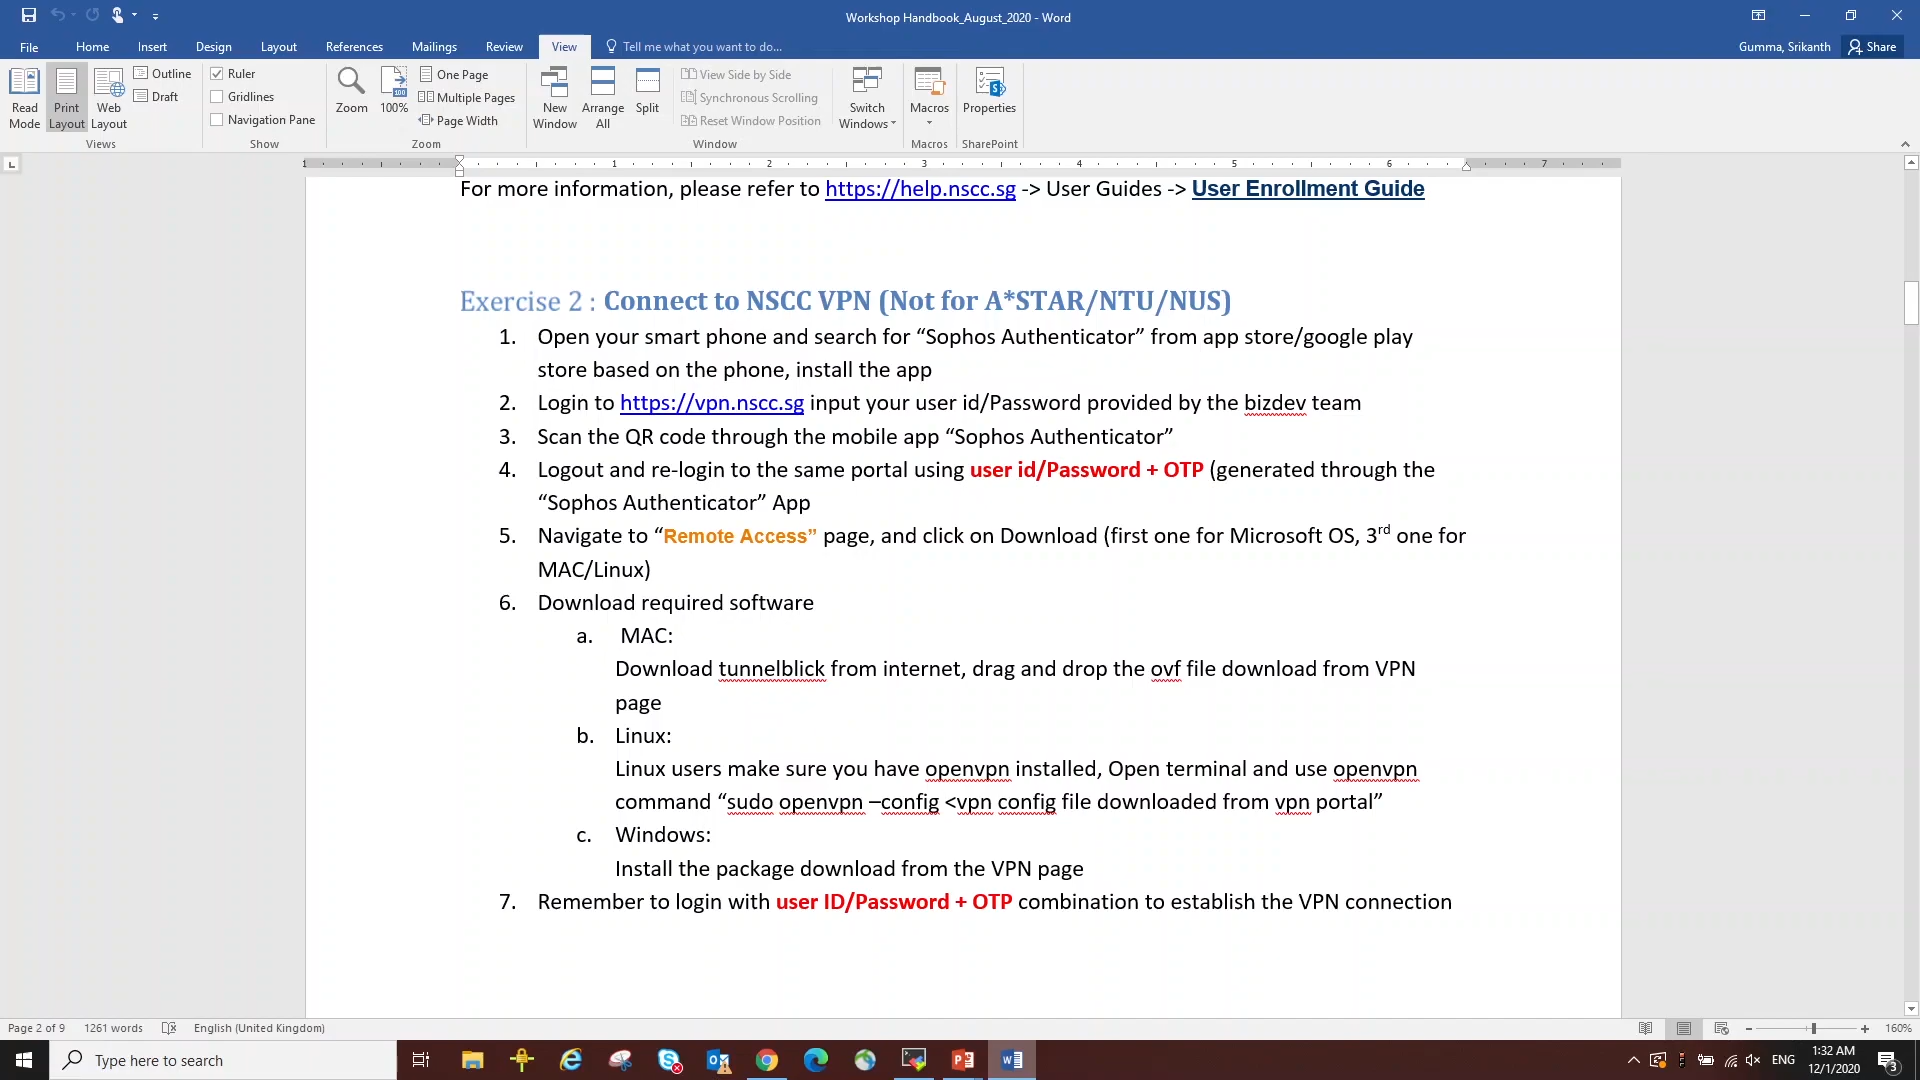 Workshop Handbook_August_2020 - Word
File Home Insert Design Layout References Mailings Review View Tell me what you want to do... Gumma, Srikanth Share
Read Mode
Print Layout
Web Layout
Outline
Draft
Views
Ruler
Gridlines
Navigation Pane
Show
Zoom
100%
One Page
Multiple Pages
Page Width
Zoom
New Window
Arrange All
Split
View Side by Side
Synchronous Scrolling
Reset Window Position
Switch Windows
Window
Macros
Macros
Properties
SharePoint
1 1 2 3 4 5 6 7
For more information, please refer to https://help.nscc.sg -> User Guides -> User Enrollment Guide
Exercise 2 : Connect to NSCC VPN (Not for A*STAR/NTU/NUS)
1. Open your smart phone and search for “Sophos Authenticator” from app store/google play
store based on the phone, install the app
2. Login to https://vpn.nscc.sg input your user id/Password provided by the bizdev team
3. Scan the QR code through the mobile app “Sophos Authenticator”
4. Logout and re-login to the same portal using user id/Password + OTP (generated through the
“Sophos Authenticator” App
5. Navigate to “Remote Access” page, and click on Download (first one for Microsoft OS, 3rd one for
MAC/Linux)
6. Download required software
a. MAC:
Download tunnelblick from internet, drag and drop the ovf file download from VPN
page
b. Linux:
Linux users make sure you have openvpn installed, Open terminal and use openvpn
command “sudo openvpn –config <vpn config file downloaded from vpn portal”
c. Windows:
Install the package download from the VPN page
7. Remember to login with user ID/Password + OTP combination to establish the VPN connection
Page 2 of 9 1261 words English (United Kingdom) 160%
Type here to search
ENG
1:32 AM
12/1/2020
3